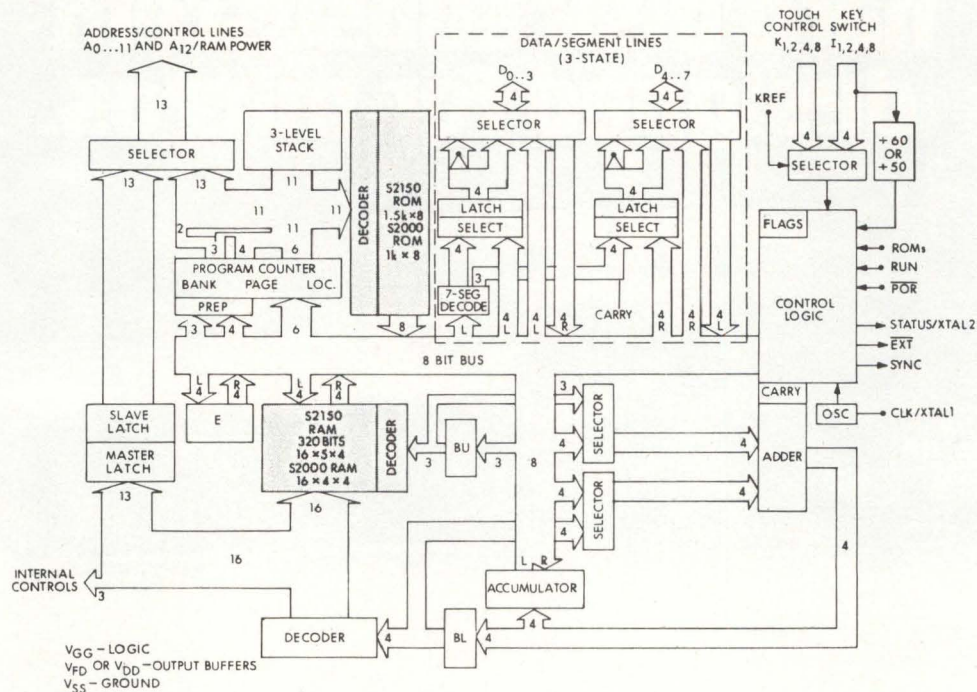 ADDRESS/CONTROL LINES
A0...11 AND A12/RAM POWER
13
SELECTOR
13
13
3-LEVEL
STACK
11
11
11
11
2
3
4
6
PROGRAM COUNTER
BANK PAGE LOC.
PREP
3
4
6
DECODER
S2150
ROM
1.5k×8
S2000
ROM
1k × 8
8
DATA/SEGMENT LINES
(3-STATE)
D0..3
4
SELECTOR
4
LATCH
SELECT
4
3
7-SEG
DECODE
L
4
L
4
L
4
R
D4..7
4
SELECTOR
4
LATCH
SELECT
4
CARRY
4
R
4
R
4
L
TOUCH
CONTROL
K1,2,4,8
KEY
SWITCH
I1,2,4,8
KREF
4
4
SELECTOR
÷60
OR
÷50
FLAGS
CONTROL
LOGIC
ROMs
RUN
POR
STATUS/XTAL2
EXT
SYNC
CARRY
OSC
CLK/XTAL1
8 BIT BUS
L
4
R
4
E
L
4
R
4
S2150
RAM
320 BITS
16×5×4
S2000 RAM
16 × 4 × 4
DECODER
3
BU
3
8
3
4
SELECTOR
4
4
4
SELECTOR
4
4
ADDER
SLAVE
LATCH
MASTER
LATCH
13
16
16
INTERNAL
CONTROLS
3
DECODER
4
BL
4
L R
ACCUMULATOR
4
4
VGG – LOGIC
VFD OR VDD – OUTPUT BUFFERS
VSS – GROUND